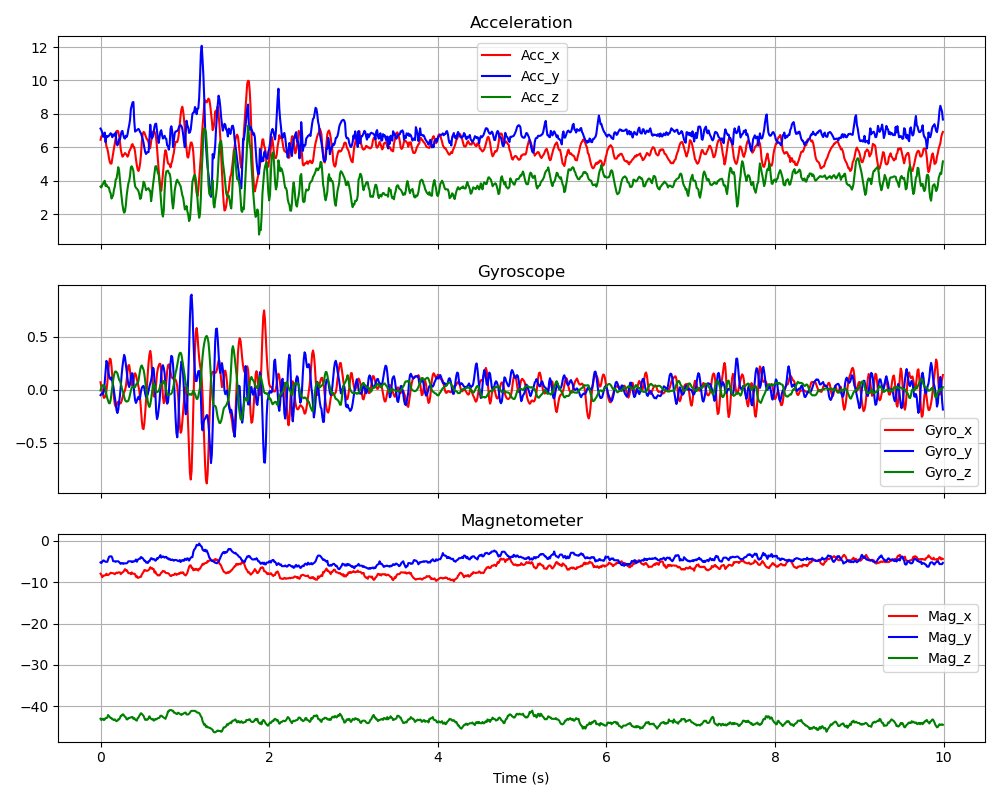 Acceleration
12
10
8
6
4
2
Acc_x
Acc_y
Acc_z
Gyroscope
0.5
0.0
−0.5
Gyro_x
Gyro_y
Gyro_z
Magnetometer
0
−10
−20
−30
−40
Mag_x
Mag_y
Mag_z
0 2 4 6 8 10
Time (s)